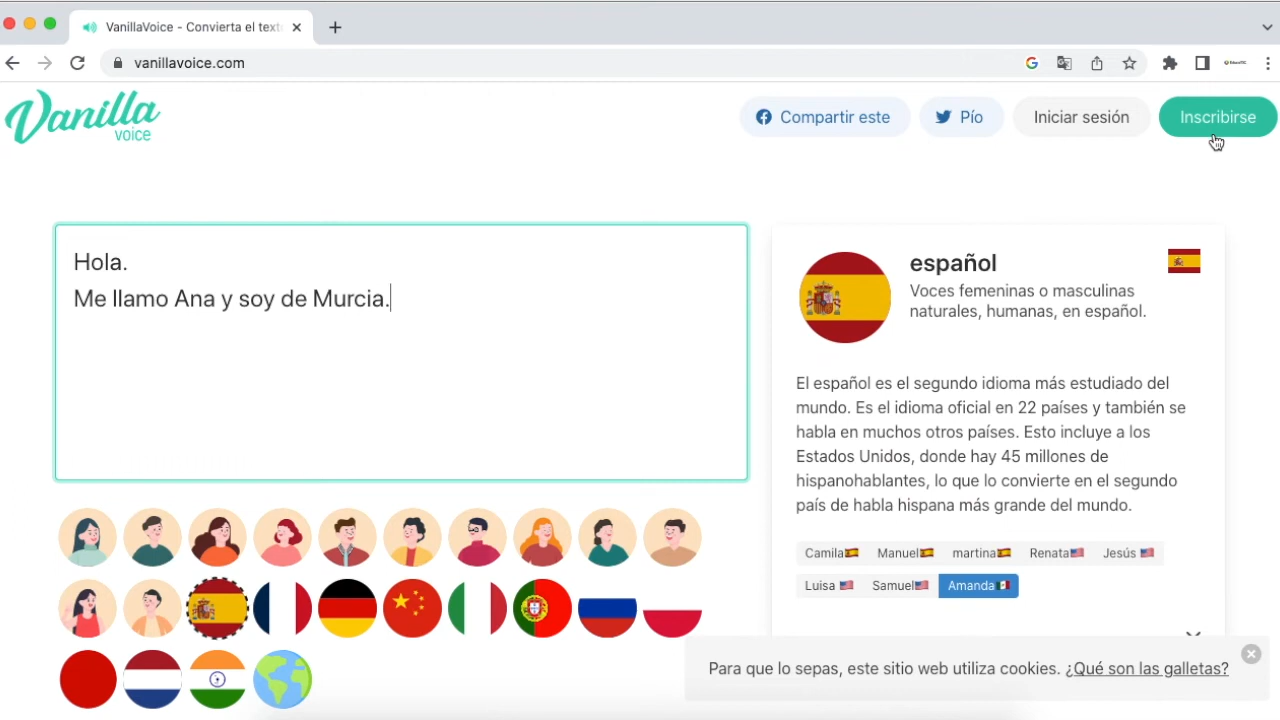 VanillaVoice - Convierta el text
vanillavoice.com
Vanilla
voice
Compartir este
Pío
Iniciar sesión
Inscribirse
Hola.
Me llamo Ana y soy de Murcia.
español
Voces femeninas o masculinas
naturales, humanas, en español.
El español es el segundo idioma más estudiado del
mundo. Es el idioma oficial en 22 países y también se
habla en muchos otros países. Esto incluye a los
Estados Unidos, donde hay 45 millones de
hispanohablantes, lo que lo convierte en el segundo
país de habla hispana más grande del mundo.
Camila Manuel martina Renata Jesús
Luisa Samuel Amanda
Para que lo sepas, este sitio web utiliza cookies. ¿Qué son las galletas?